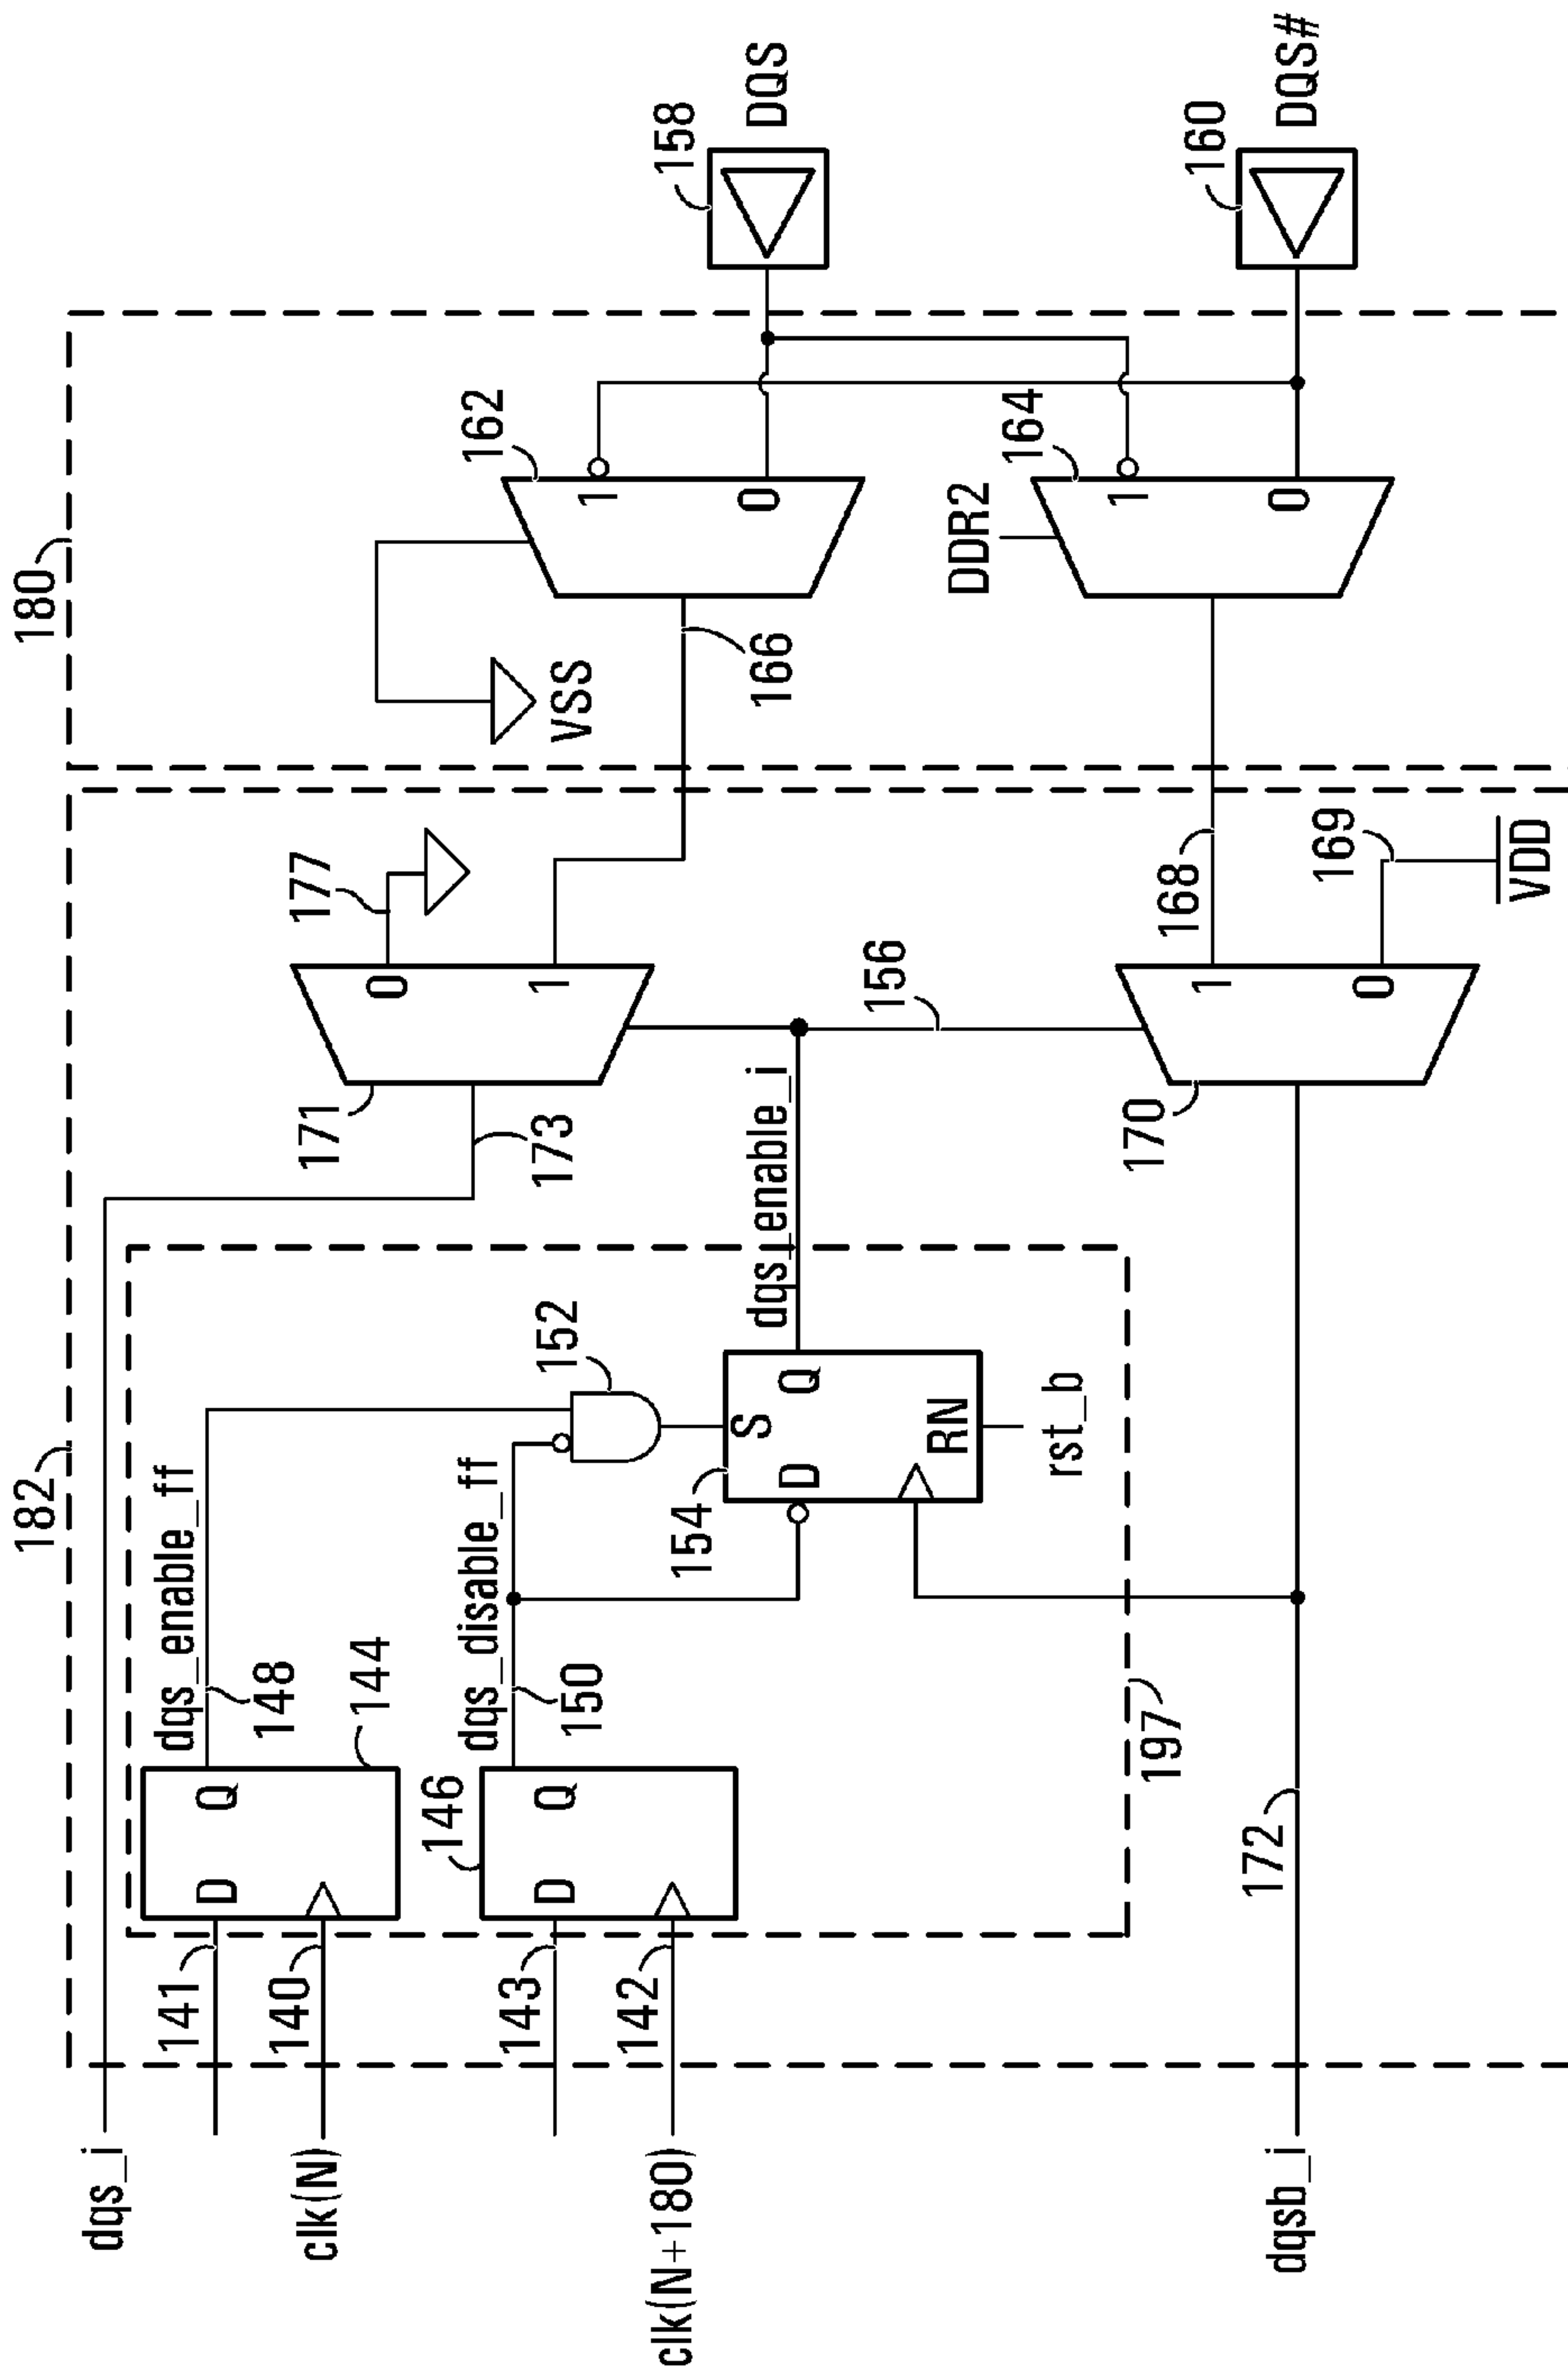 182
180
dqs_i
141
dqs_enable_ff
148
D
Q
144
clk(N)
140
143
146
dqs_disable_ff
150
D
Q
clk(N+180)
142
152
154
S
D
Q
RN
rst_b
197
dqs_enable_i
156
171
173
177
0
1
VSS
166
162
1
0
158
DQS
DDR2
164
1
0
160
DQS#
168
169
VDD
170
1
0
172
dqsb_i